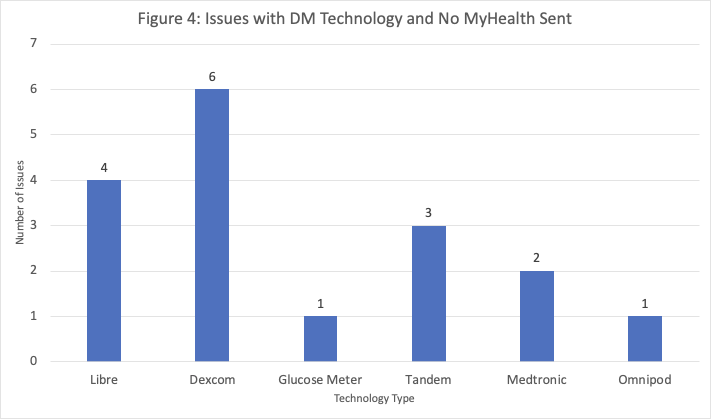 Figure 4: Issues with DM Technology and No MyHealth Sent
7
6
5
4
3
2
1
0
Number of Issues
4
6
1
3
2
1
Libre
Dexcom
Glucose Meter
Tandem
Medtronic
Omnipod
Technology Type